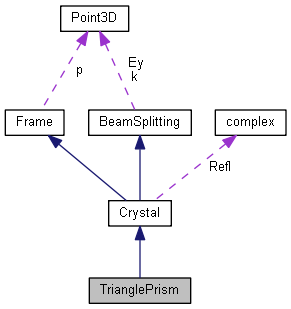 Point3D
Ey
p
k
Frame
BeamSplitting
complex
Refl
Crystal
TrianglePrism